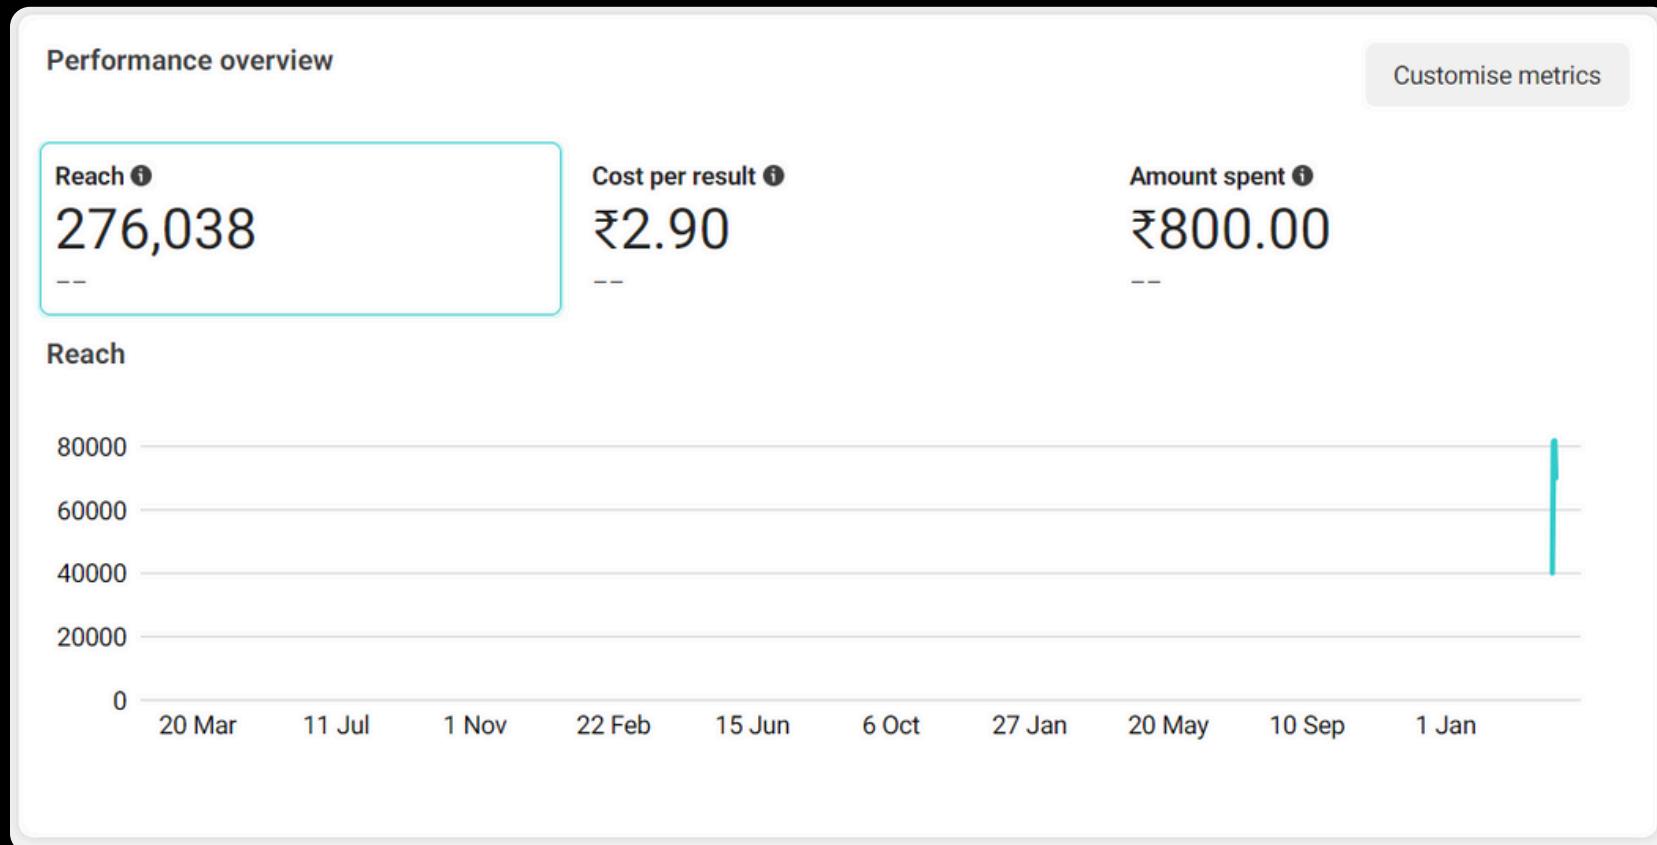 Performance overview
Customise metrics
Reach
276,038
--
Cost per result
₹2.90
--
Amount spent
₹800.00
--
Reach
80000
60000
40000
20000
0
20 Mar 11 Jul 1 Nov 22 Feb 15 Jun 6 Oct 27 Jan 20 May 10 Sep 1 Jan